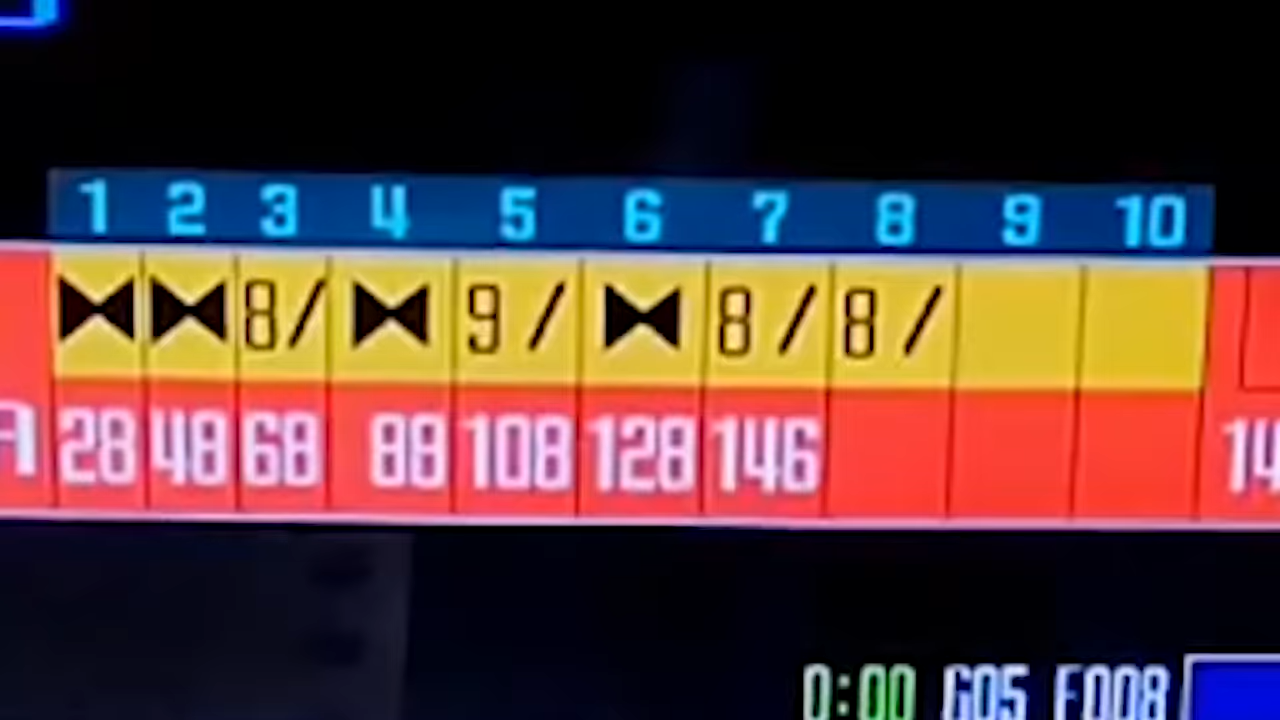 1 2 3 4 5 6 7 8 9 10
8/ 9/ 8/ 8/
A 28 48 68 88 108 128 146 14
0:00 G05 F008